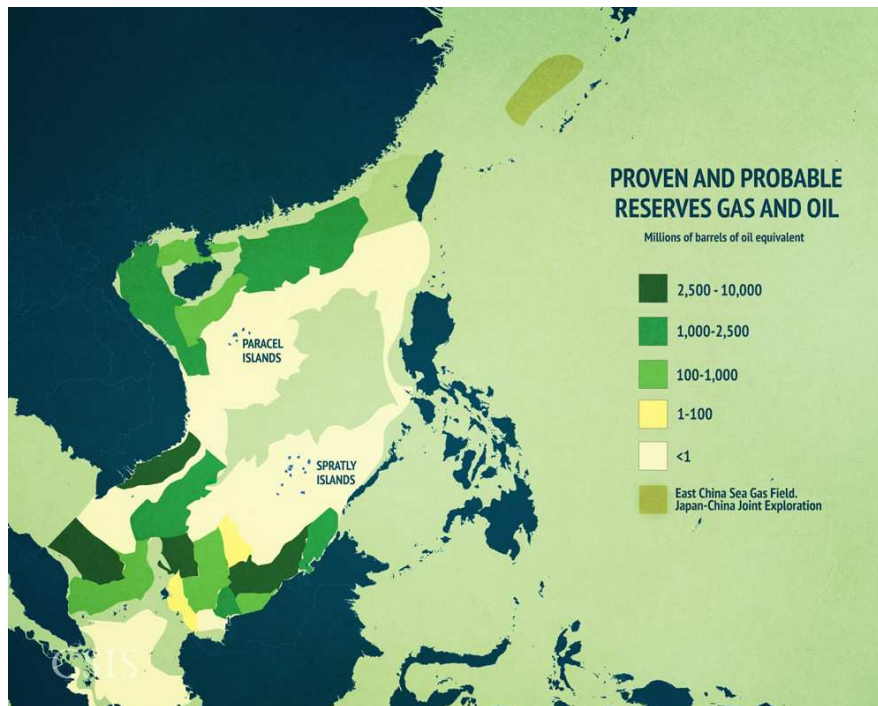 PROVEN AND PROBABLE
RESERVES GAS AND OIL
Millions of barrels of oil equivalent
2,500 - 10,000
1,000-2,500
100-1,000
1-100
<1
East China Sea Gas Field.
Japan-China Joint Exploration
PARACEL
ISLANDS
SPRATLY
ISLANDS
CSIS